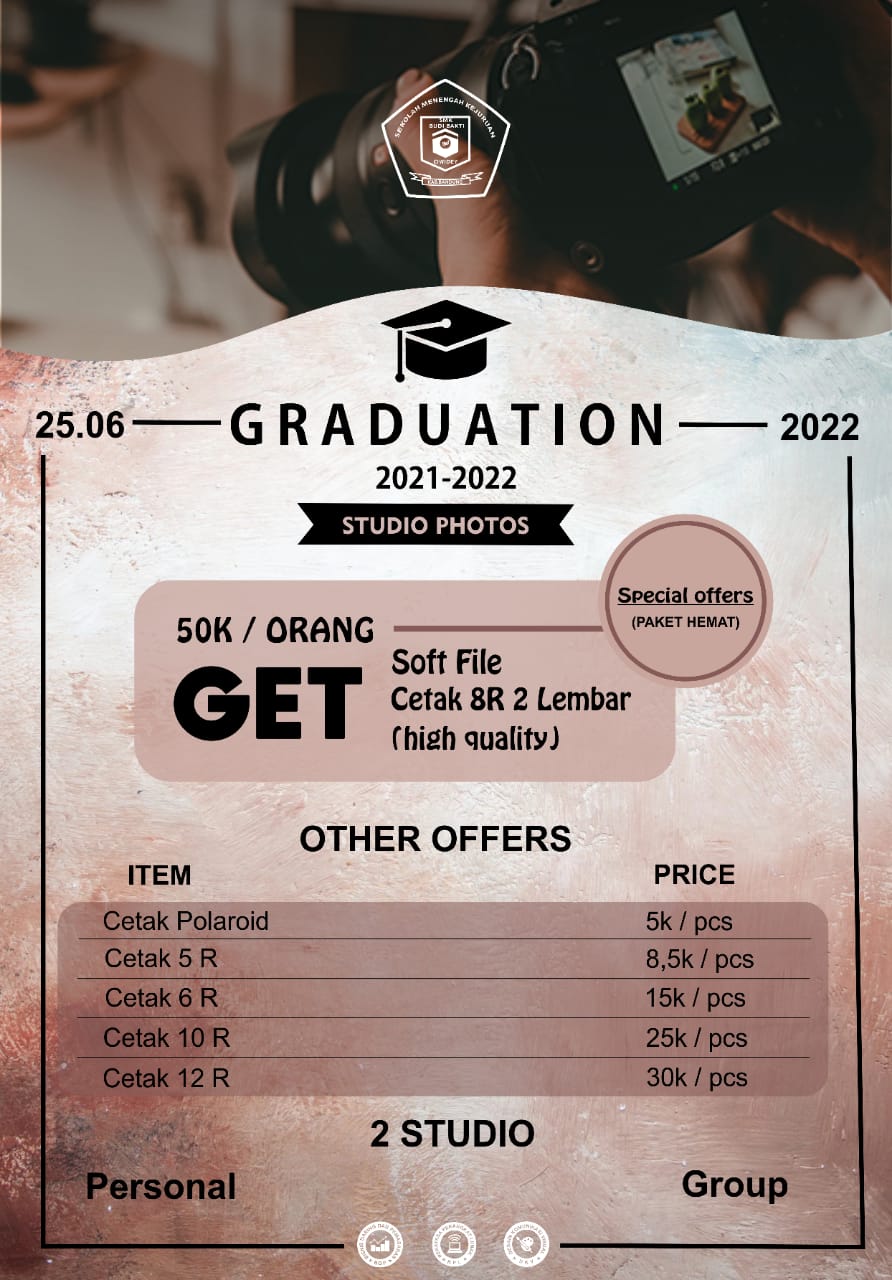 SEKOLAH MENENGAH KEJURUAN
SMK
BUDI BAKTI
CIWIDEY
KAB.BANDUNG
25.06
GRADUATION
2022
2021-2022
STUDIO PHOTOS
Special offers
(PAKET HEMAT)
50K / ORANG
GET
Soft File
Cetak 8R 2 Lembar
(high quality)
OTHER OFFERS
ITEM PRICE
Cetak Polaroid 5k / pcs
Cetak 5 R 8,5k / pcs
Cetak 6 R 15k / pcs
Cetak 10 R 25k / pcs
Cetak 12 R 30k / pcs
2 STUDIO
Personal Group